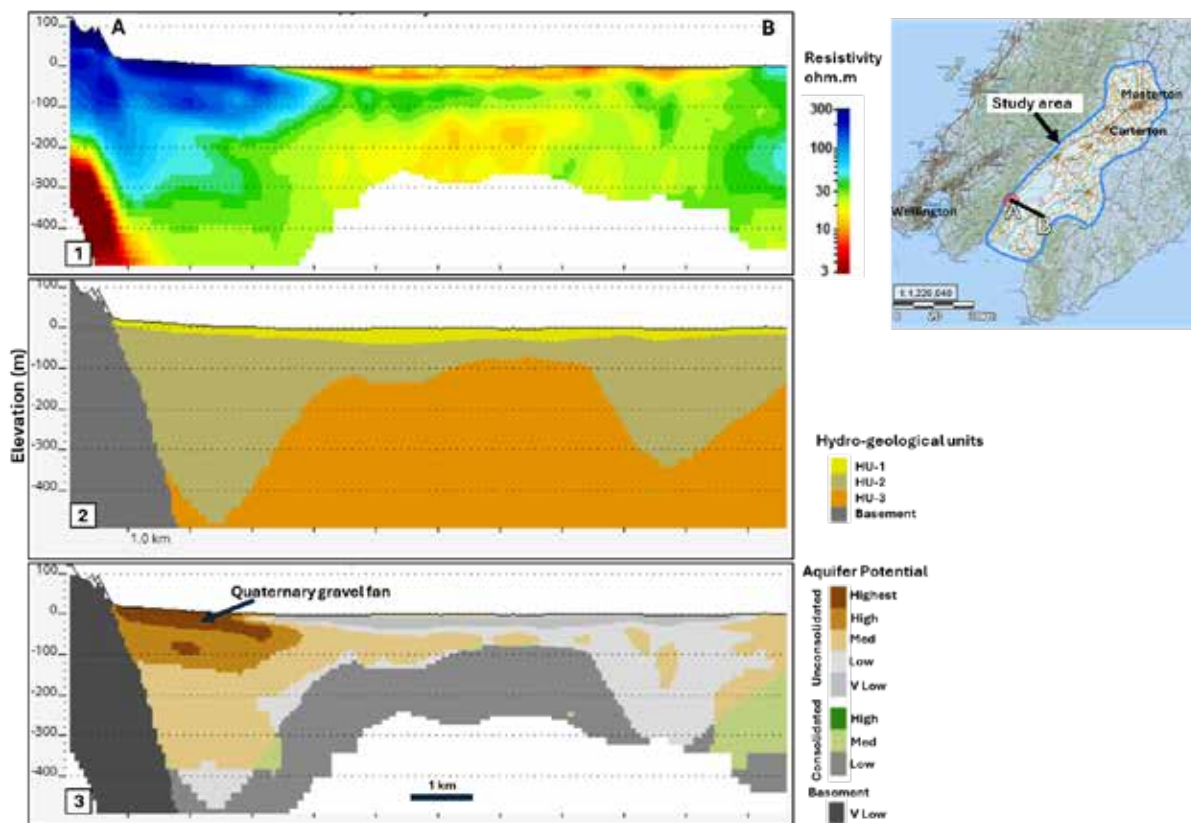 A
B
100
0
-100
-200
-300
-400
1
Resistivity
ohm.m
300
100
30
10
3
Study area
Masterton
Carterton
Wellington
A
B
Elevation (m)
100
0
-100
-200
-300
-400
2
1.0 km
Hydro-geological units
HU-1
HU-2
HU-3
Basement
100
0
-100
-200
-300
-400
3
Quaternary gravel fan
1 km
Aquifer Potential
Unconsolidated
Highest
High
Med
Low
V Low
Consolidated
High
Med
Low
Basement
V Low